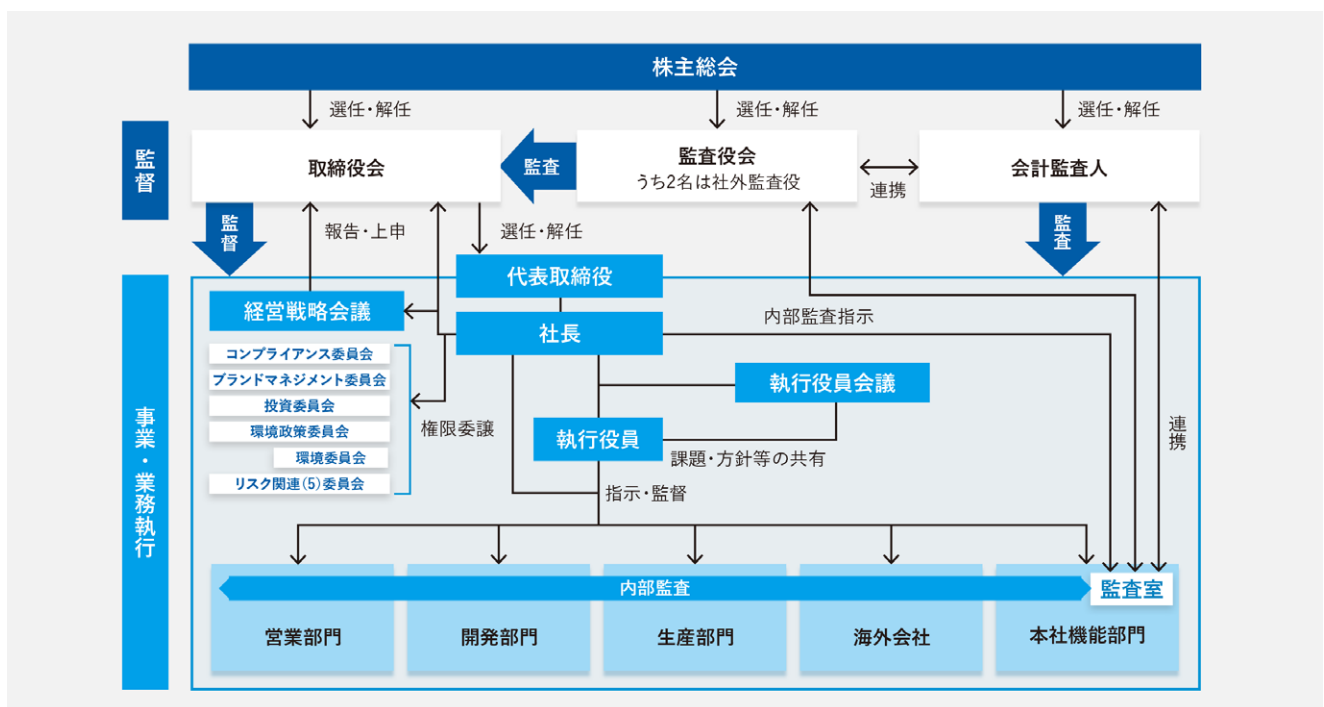 株主総会
選任・解任
選任・解任
選任・解任
監督
取締役会
監査
監査役会
うち2名は社外監査役
連携
会計監査人
監督
報告・上申
選任・解任
監査
事業・業務執行
代表取締役
経営戦略会議
社長
内部監査指示
コンプライアンス委員会
ブランドマネジメント委員会
投資委員会
環境政策委員会
環境委員会
リスク関連(5)委員会
権限委譲
執行役員会議
執行役員
課題・方針等の共有
連携
指示・監督
内部監査
監査室
営業部門
開発部門
生産部門
海外会社
本社機能部門